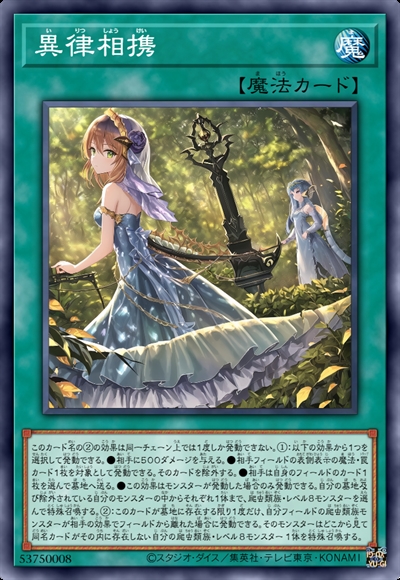 異律相携
魔
【魔法カード】
このカード名の②の効果は同一チェーン上では1度しか発動できない。①:以下の効果から1つを
選択して発動できる。●相手に500ダメージを与える。●相手フィールドの表側表示の魔法・罠
カード1枚を対象として発動できる。そのカードを除外する。●相手は自身のフィールドのカード1
枚を選んで墓地へ送る。●この効果はモンスターが発動した場合のみ発動できる。自分の墓地及
び除外されている自分のモンスターの中からそれぞれ1体まで、爬虫類族・レベル8モンスターを選
んで特殊召喚する。②:このカードが墓地に存在する限り1度だけ、自分フィールドの爬虫類族モ
ンスターが相手の効果でフィールドから離れた場合に発動できる。そのモンスターはどこから見て
同名カードがその内に存在しない自分の爬虫類族・レベル8モンスター1体を特殊召喚する。
53750008
©スタジオ・ダイス/集英社・テレビ東京・KONAMI